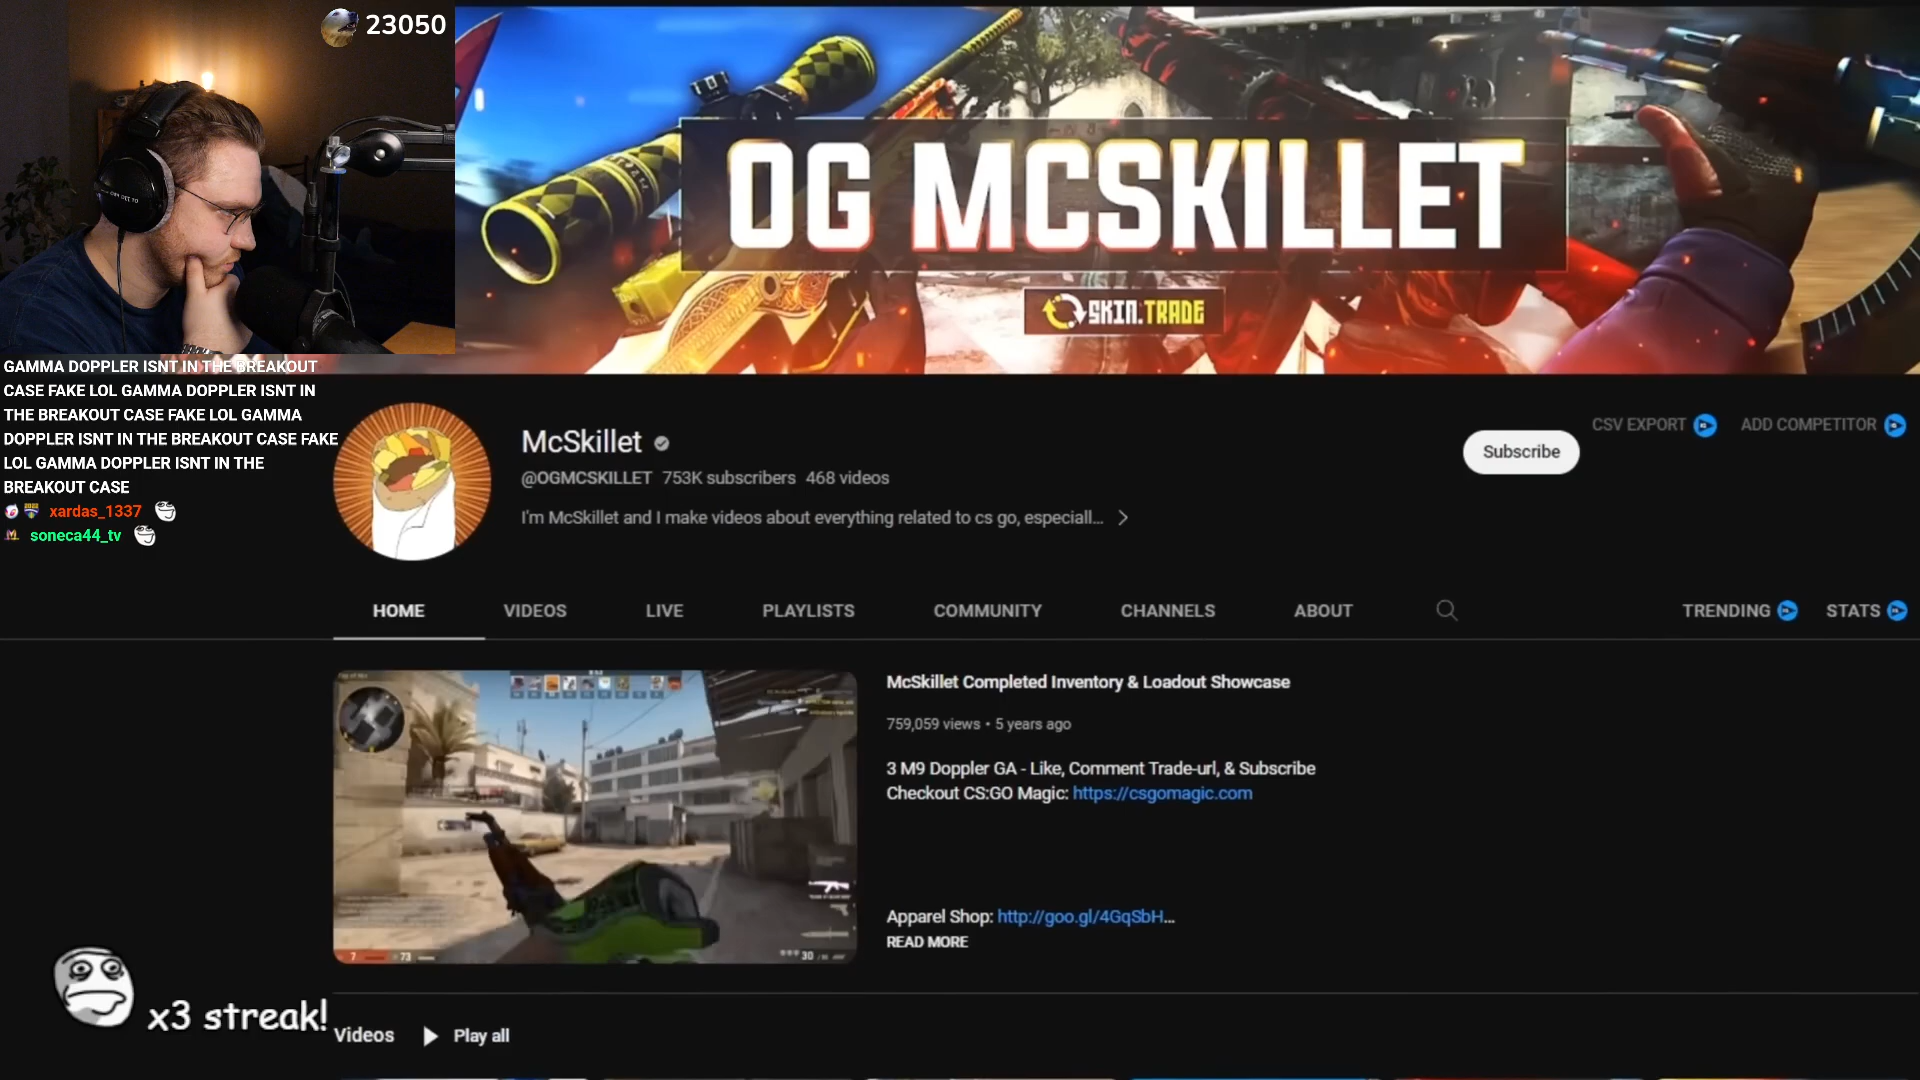 23050
OG MCSKILLET
SKIN.TRADE
GAMMA DOPPLER ISNT IN THE BREAKOUT
CASE FAKE LOL GAMMA DOPPLER ISNT IN
THE BREAKOUT CASE FAKE LOL GAMMA
DOPPLER ISNT IN THE BREAKOUT CASE FAKE
LOL GAMMA DOPPLER ISNT IN THE
BREAKOUT CASE
xardas_1337
soneca44_tv
McSkillet
@OGMCSKILLET 753K subscribers 468 videos
I'm McSkillet and I make videos about everything related to cs go, especiall...
Subscribe
CSV EXPORT
ADD COMPETITOR
HOME VIDEOS LIVE PLAYLISTS COMMUNITY CHANNELS ABOUT
TRENDING STATS
McSkillet Completed Inventory & Loadout Showcase
759,059 views • 5 years ago
3 M9 Doppler GA - Like, Comment Trade-url, & Subscribe
Checkout CS:GO Magic: https://csgomagic.com
Apparel Shop: http://goo.gl/4GqSbH...
READ MORE
7 73
30
x3 streak!
Videos Play all